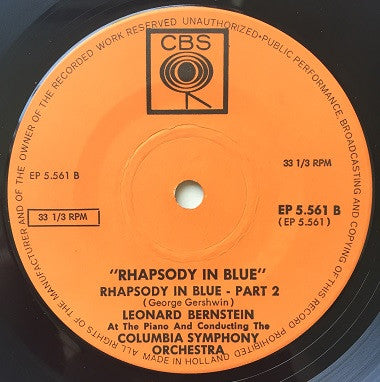 ALL RIGHTS OF THE MANUFACTURER AND OF THE OWNER OF THE RECORDED WORK RESERVED. UNAUTHORIZED PUBLIC PERFORMANCE, BROADCASTING AND COPYING OF THIS RECORD PROHIBITED
CBS
33 1/3 RPM
EP 5.561 B
33 1/3 RPM
EP 5.561 B
(EP 5.561)
"RHAPSODY IN BLUE"
RHAPSODY IN BLUE - PART 2
(George Gershwin)
LEONARD BERNSTEIN
At The Piano And Conducting The
COLUMBIA SYMPHONY
ORCHESTRA
MADE IN HOLLAND